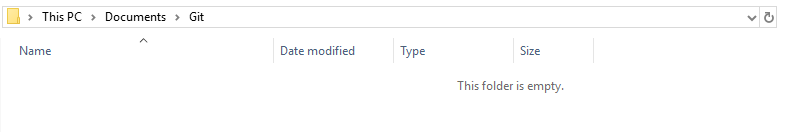 This PC > Documents > Git
Name Date modified Type Size
This folder is empty.